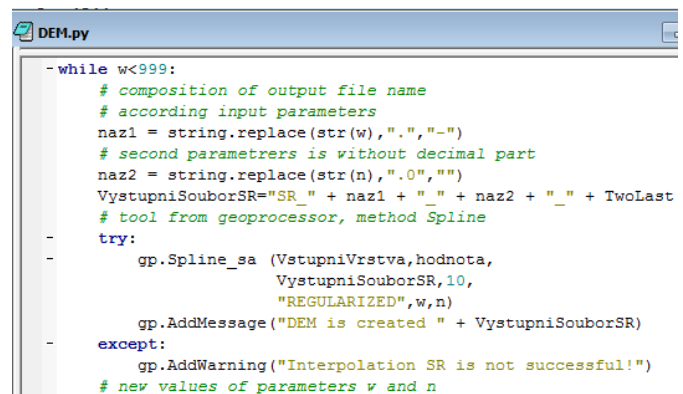 DEM.py
while w<999:
# composition of output file name
# according input parameters
naz1 = string.replace(str(w),".","-")
# second parametrers is without decimal part
naz2 = string.replace(str(n),".0","")
VystupniSouborSR="SR_" + naz1 + "_" + naz2 + "_" + TwoLast
# tool from geoprocessor, method Spline
try:
gp.Spline_sa (VstupniVrstva,hodnota,
VystupniSouborSR,10,
"REGULARIZED",w,n)
gp.AddMessage("DEM is created " + VystupniSouborSR)
except:
gp.AddWarning("Interpolation SR is not successful!")
# new values of parameters w and n